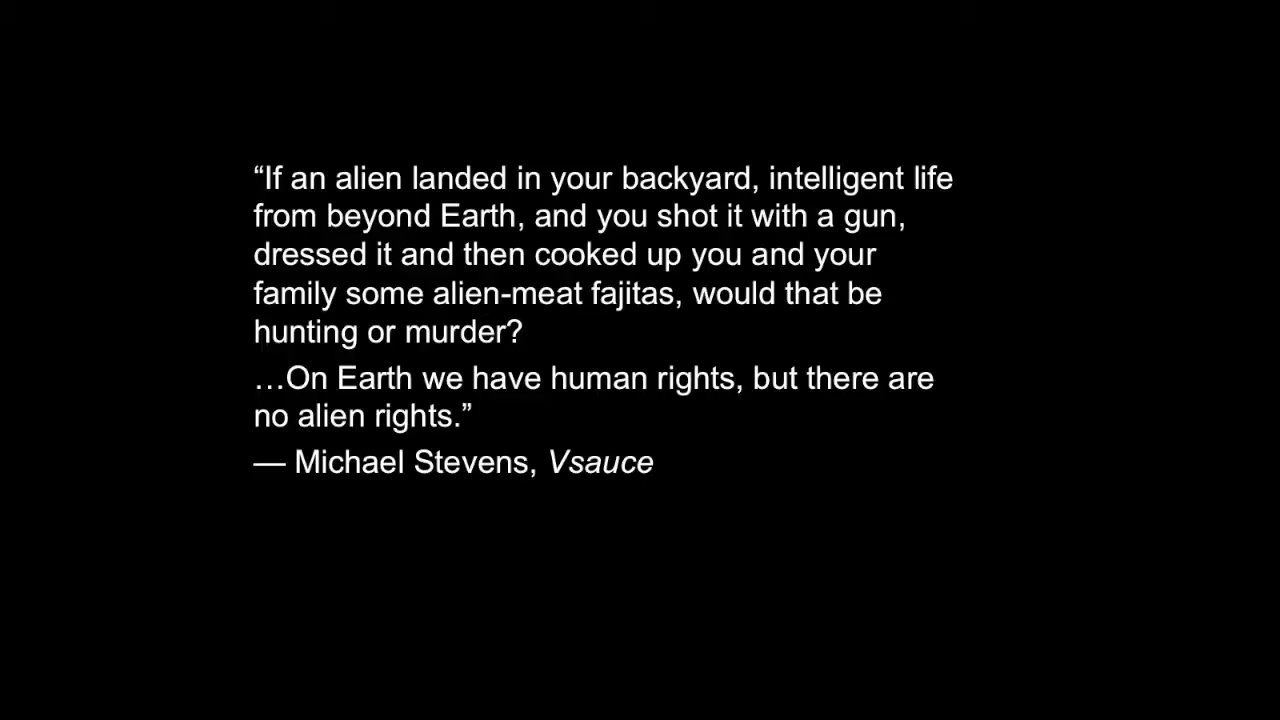 “If an alien landed in your backyard, intelligent life
from beyond Earth, and you shot it with a gun,
dressed it and then cooked up you and your
family some alien-meat fajitas, would that be
hunting or murder?
…On Earth we have human rights, but there are
no alien rights.”
— Michael Stevens, Vsauce